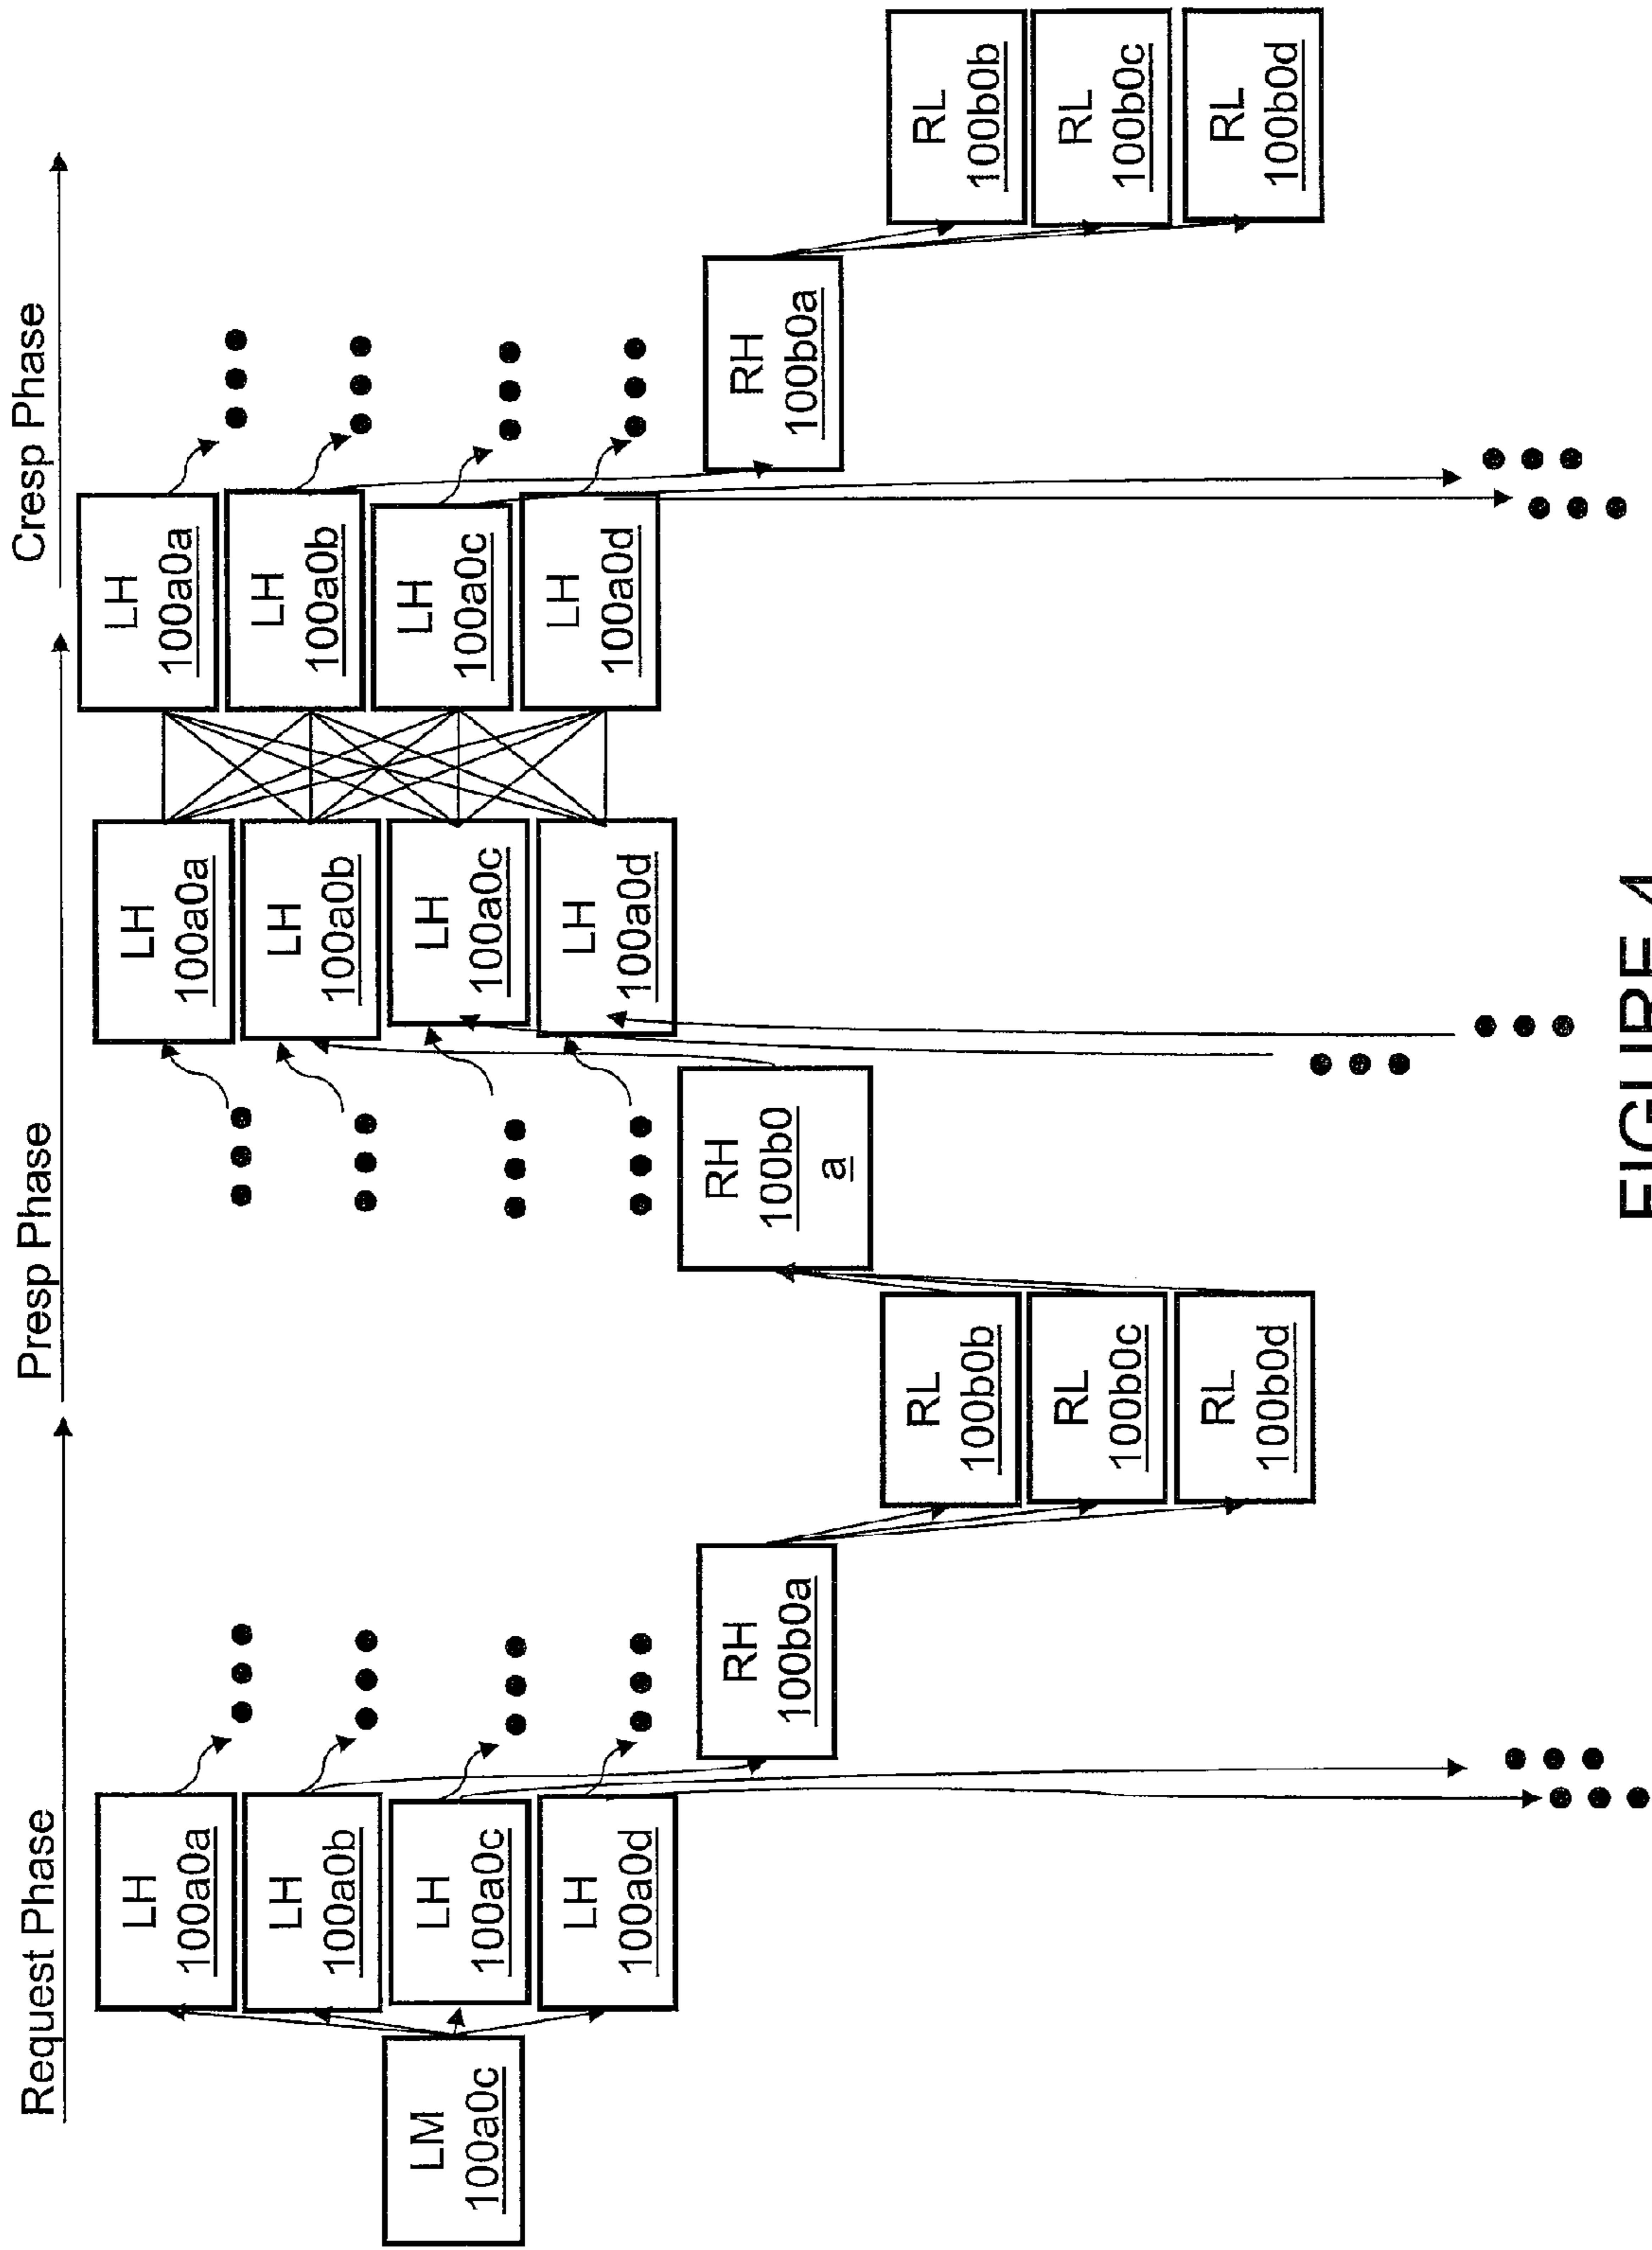 Request Phase
Presp Phase
Cresp Phase
LM
100a0c
LH
100a0a
LH
100a0b
LH
100a0c
LH
100a0d
RH
100b0a
RL
100b0b
RL
100b0c
RL
100b0d
RH
100b0
a
LH
100a0a
LH
100a0b
LH
100a0c
LH
100a0d
LH
100a0a
LH
100a0b
LH
100a0c
LH
100a0d
RH
100b0a
RL
100b0b
RL
100b0c
RL
100b0d
FIGURE 4